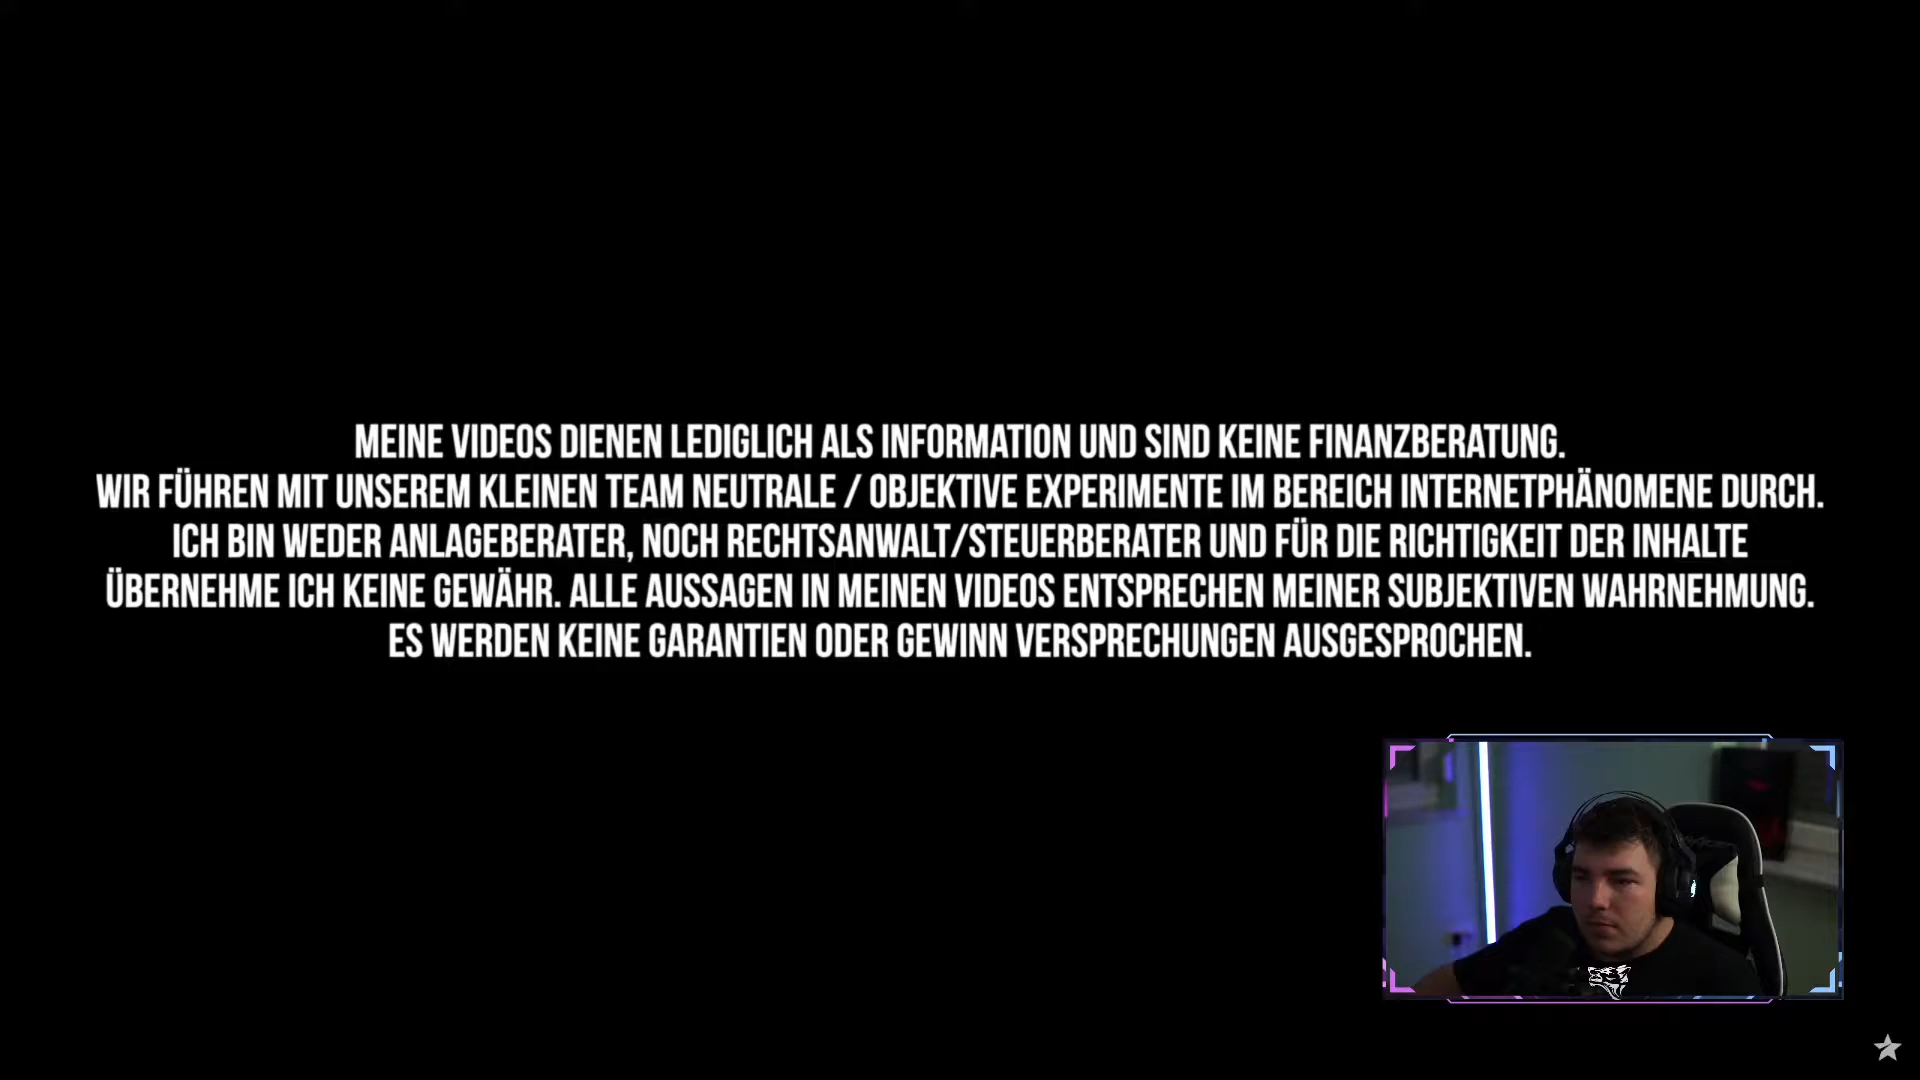 MEINE VIDEOS DIENEN LEDIGLICH ALS INFORMATION UND SIND KEINE FINANZBERATUNG.
WIR FÜHREN MIT UNSEREM KLEINEN TEAM NEUTRALE / OBJEKTIVE EXPERIMENTE IM BEREICH INTERNETPHÄNOMENE DURCH.
ICH BIN WEDER ANLAGEBERATER, NOCH RECHTSANWALT/STEUERBERATER UND FÜR DIE RICHTIGKEIT DER INHALTE
ÜBERNEHME ICH KEINE GEWÄHR. ALLE AUSSAGEN IN MEINEN VIDEOS ENTSPRECHEN MEINER SUBJEKTIVEN WAHRNEHMUNG.
ES WERDEN KEINE GARANTIEN ODER GEWINN VERSPRECHUNGEN AUSGESPROCHEN.